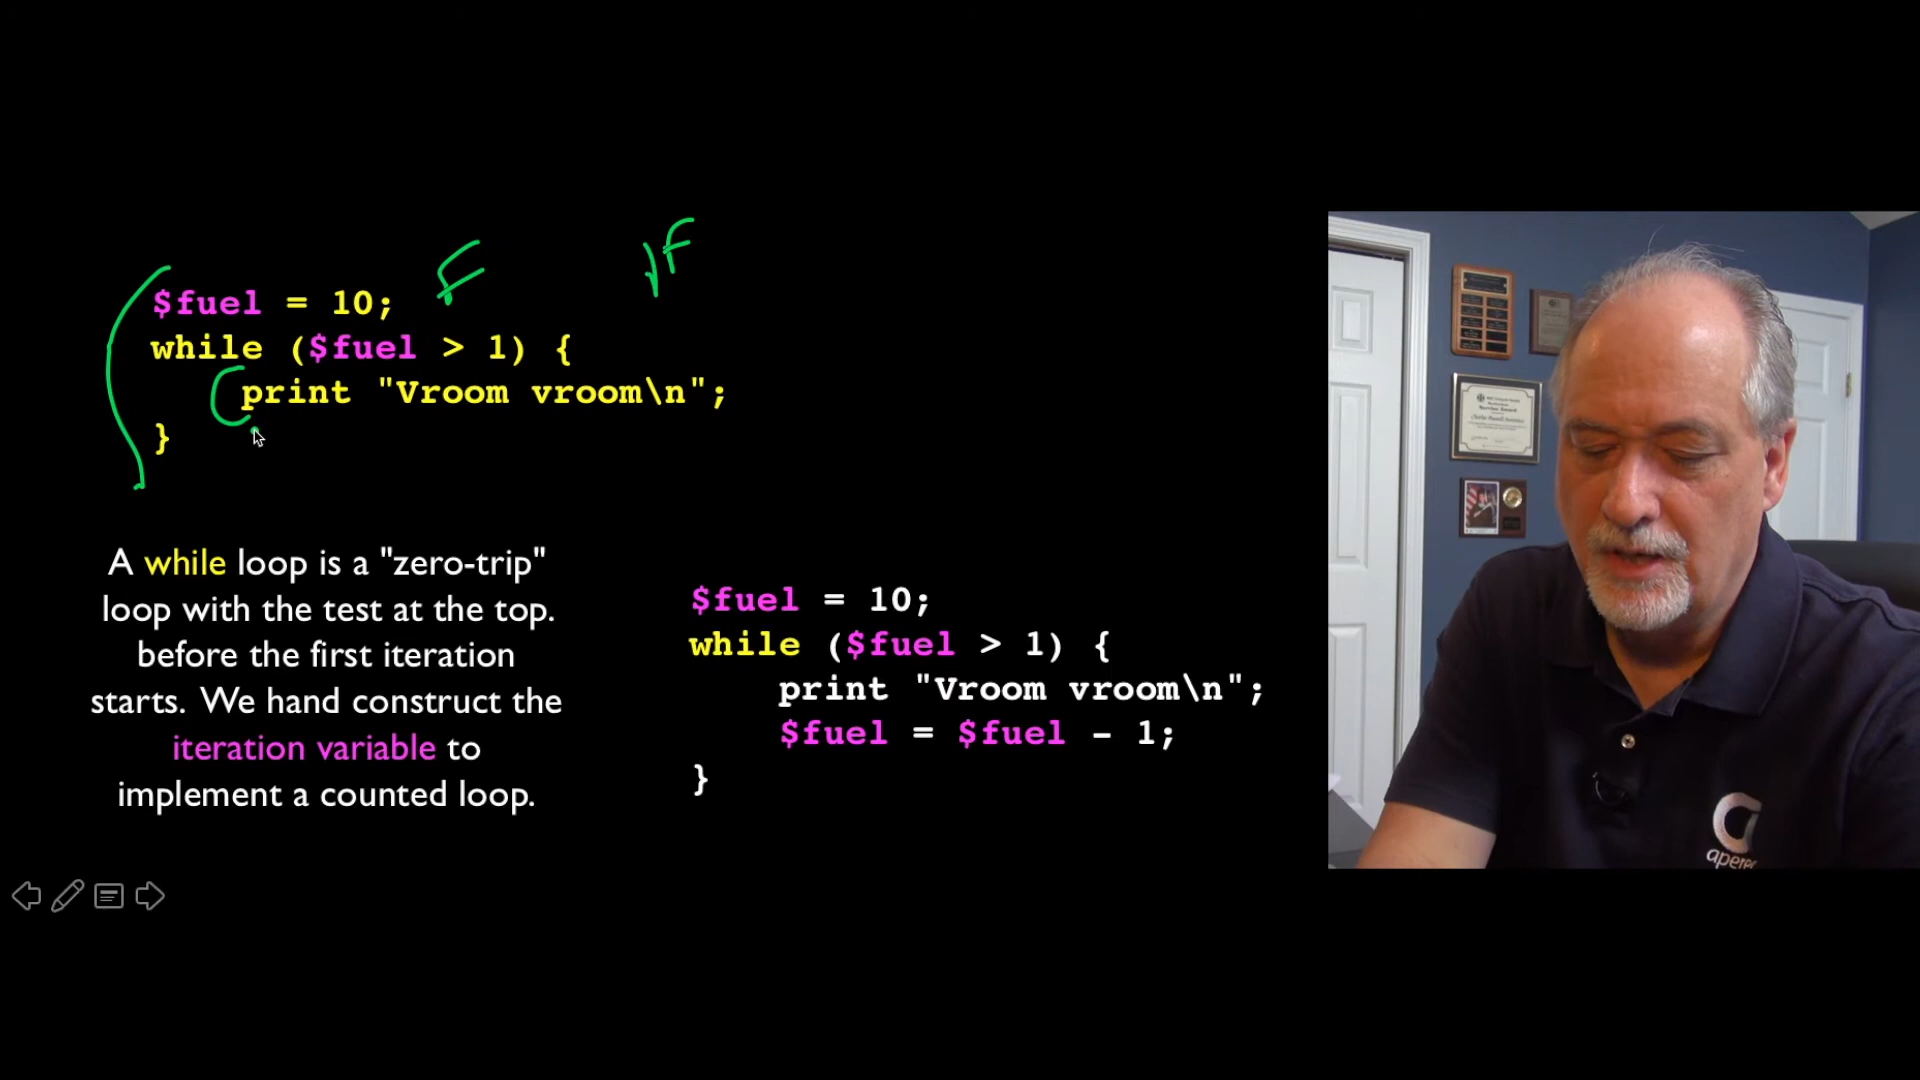 F
IF
$fuel = 10;
while ($fuel > 1) {
print "Vroom vroom\n";
}
A while loop is a "zero-trip"
loop with the test at the top.
before the first iteration
starts. We hand construct the
iteration variable to
implement a counted loop.
$fuel = 10;
while ($fuel > 1) {
print "Vroom vroom\n";
$fuel = $fuel - 1;
}